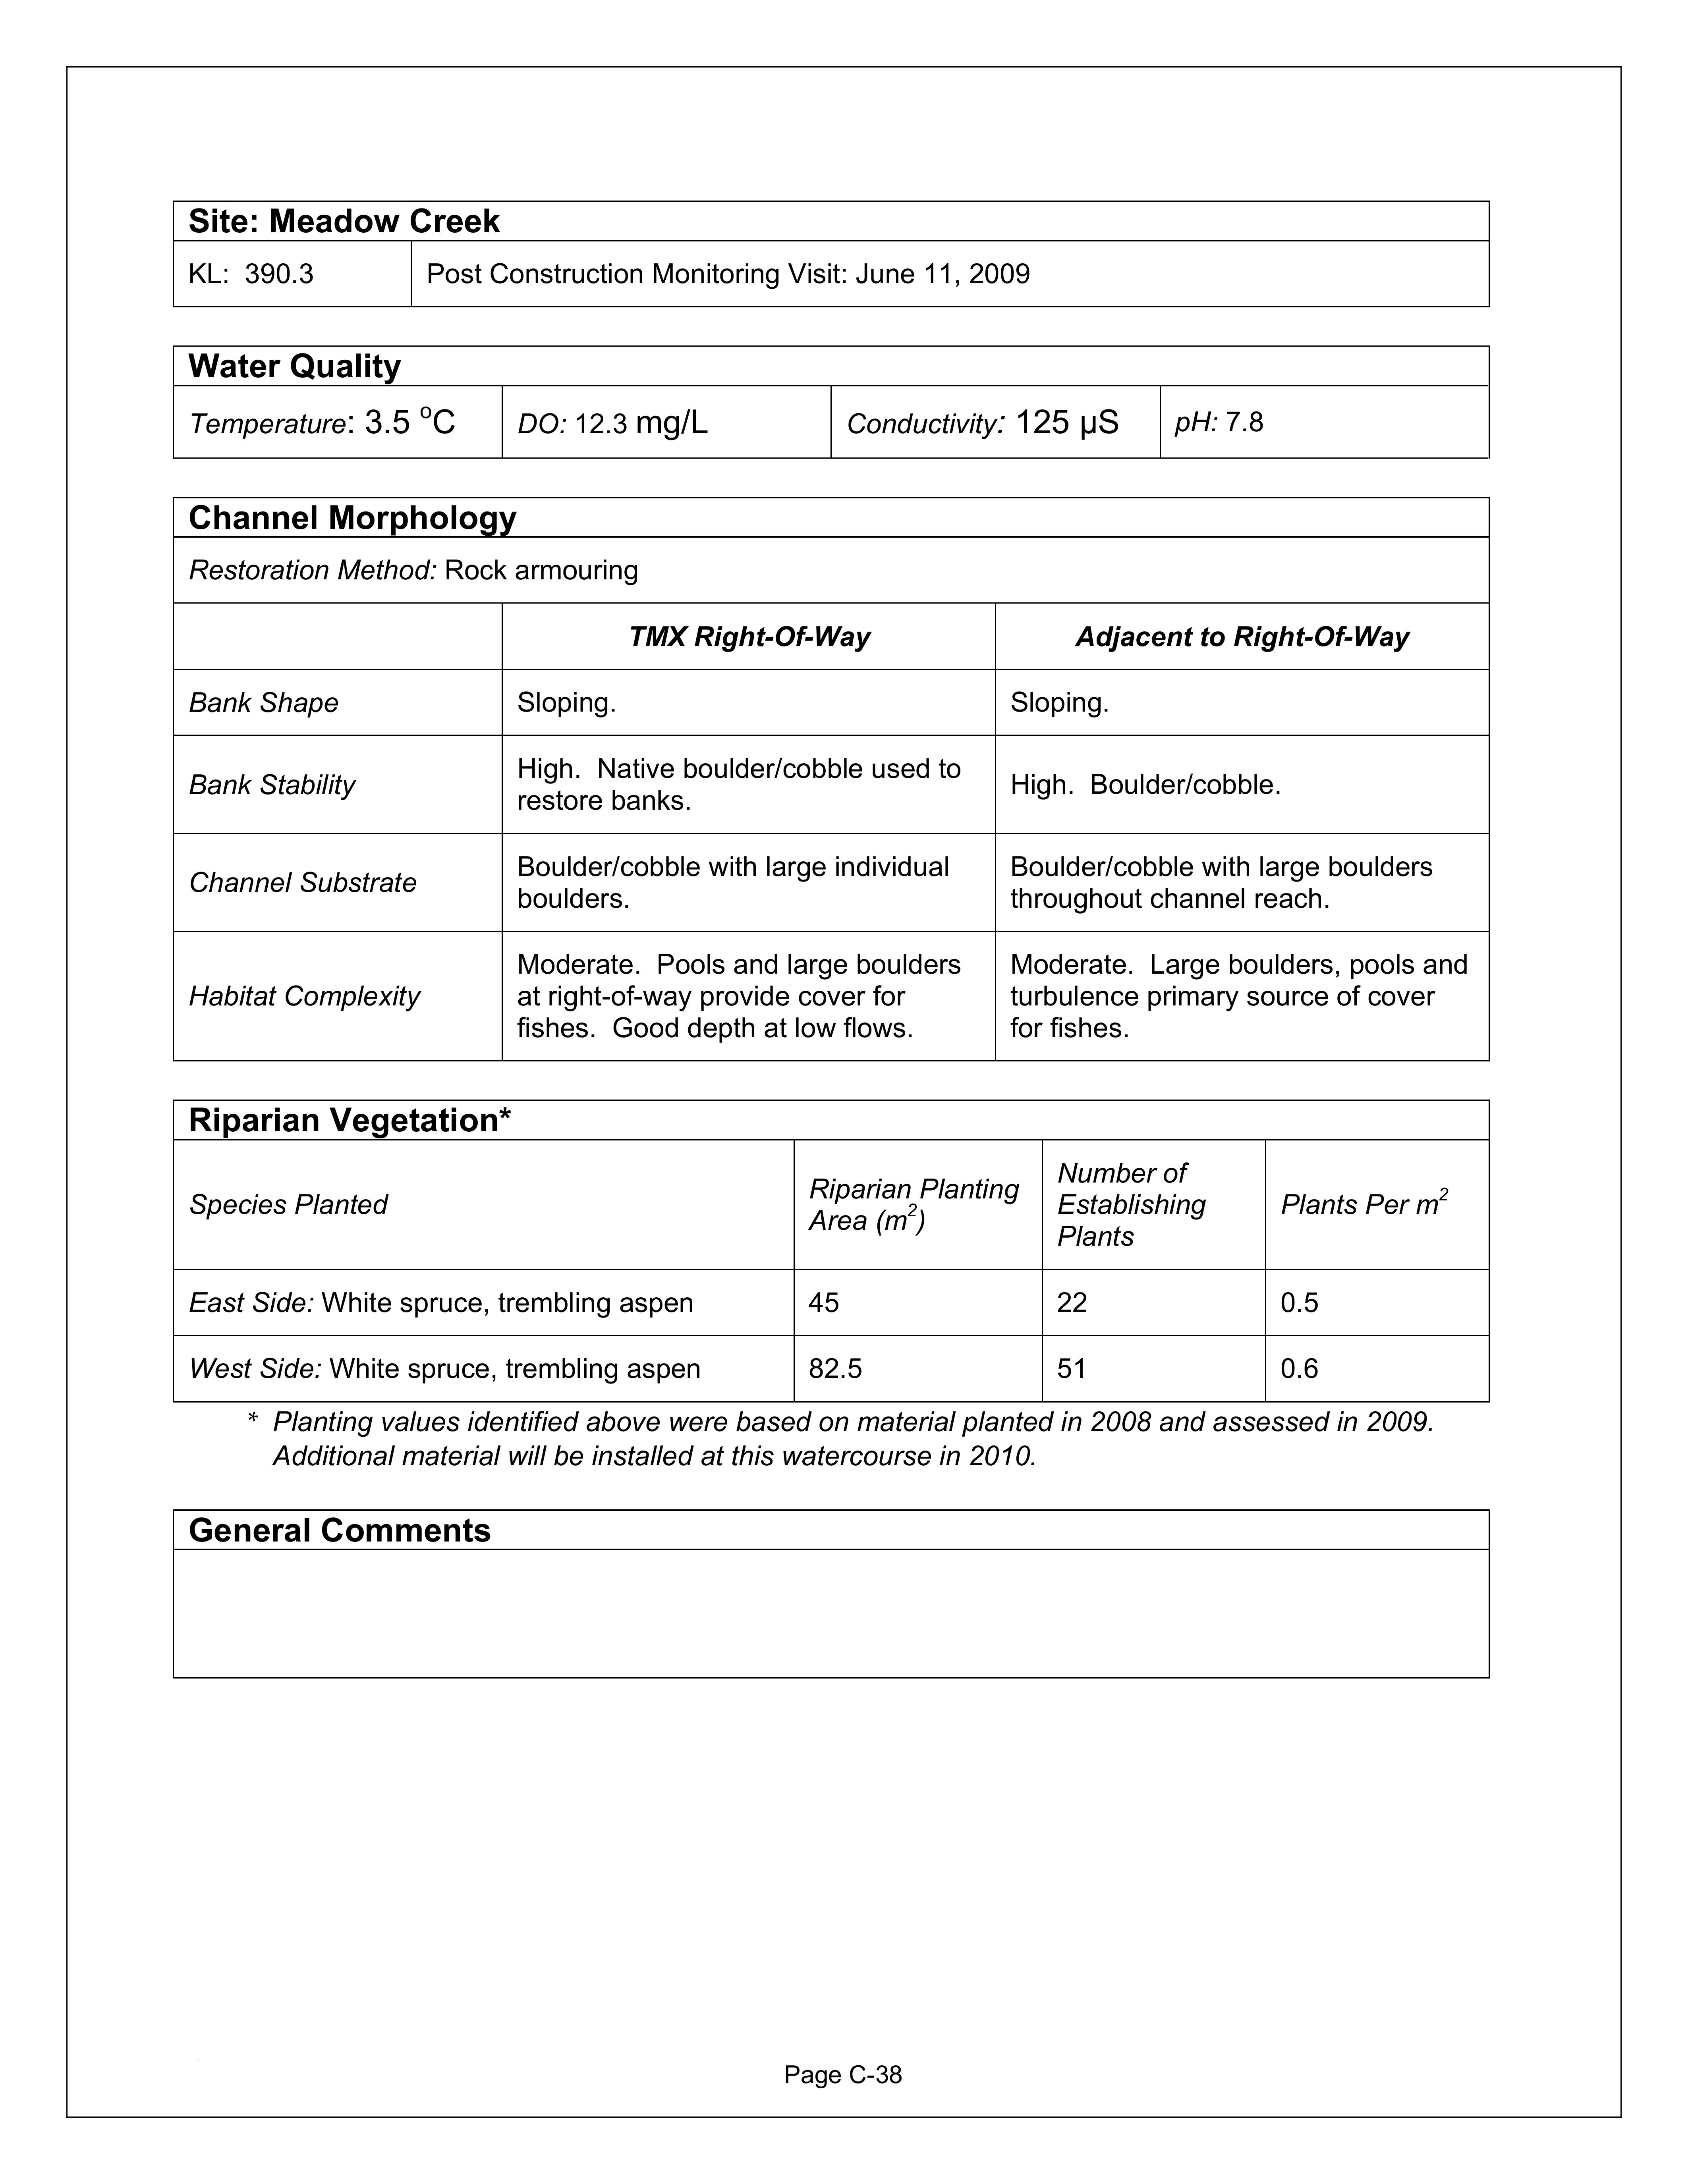 Site: Meadow Creek
KL: 390.3
Post Construction Monitoring Visit: June 11, 2009
Water Quality
Temperature: 3.5 ºC
DO: 12.3 mg/L
Conductivity: 125 µS
pH: 7.8
Channel Morphology
Restoration Method: Rock armouring
TMX Right-Of-Way
Adjacent to Right-Of-Way
Bank Shape
Sloping.
Sloping.
Bank Stability
High. Native boulder/cobble used to
restore banks.
High. Boulder/cobble.
Channel Substrate
Boulder/cobble with large individual
boulders.
Boulder/cobble with large boulders
throughout channel reach.
Habitat Complexity
Moderate. Pools and large boulders
at right-of-way provide cover for
fishes. Good depth at low flows.
Moderate. Large boulders, pools and
turbulence primary source of cover
for fishes.
Riparian Vegetation*
Species Planted
Riparian Planting
Area (m²)
Number of
Establishing
Plants
Plants Per m²
East Side: White spruce, trembling aspen
45
22
0.5
West Side: White spruce, trembling aspen
82.5
51
0.6
* Planting values identified above were based on material planted in 2008 and assessed in 2009.
Additional material will be installed at this watercourse in 2010.
General Comments
Page C-38